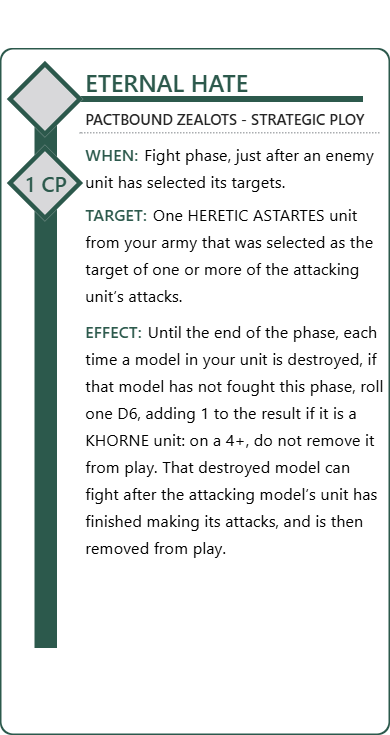 ETERNAL HATE
PACTBOUND ZEALOTS - STRATEGIC PLOY
1 CP
WHEN: Fight phase, just after an enemy
unit has selected its targets.
TARGET: One HERETIC ASTARTES unit
from your army that was selected as the
target of one or more of the attacking
unit’s attacks.
EFFECT: Until the end of the phase, each
time a model in your unit is destroyed, if
that model has not fought this phase, roll
one D6, adding 1 to the result if it is a
KHORNE unit: on a 4+, do not remove it
from play. That destroyed model can
fight after the attacking model’s unit has
finished making its attacks, and is then
removed from play.